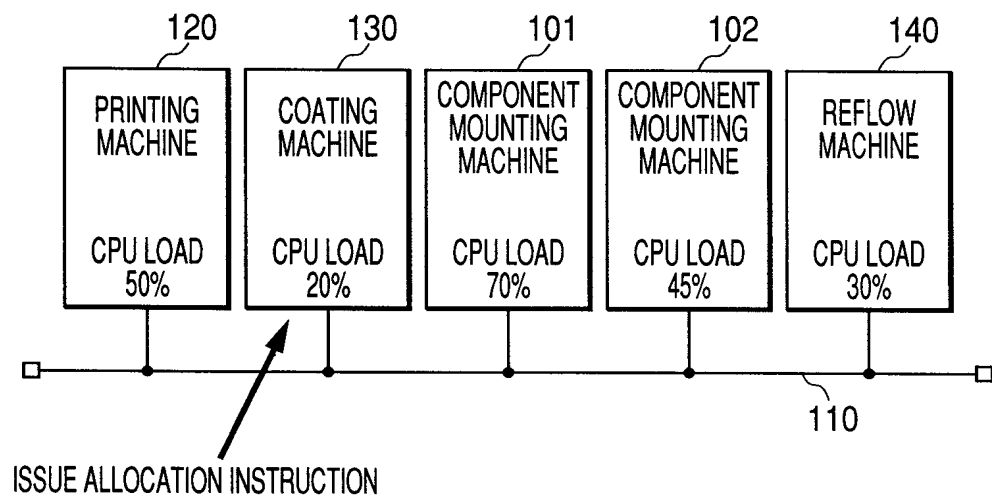 120
130
101
102
140
PRINTING
MACHINE
CPU LOAD
50%
COATING
MACHINE
CPU LOAD
20%
COMPONENT
MOUNTING
MACHINE
CPU LOAD
70%
COMPONENT
MOUNTING
MACHINE
CPU LOAD
45%
REFLOW
MACHINE
CPU LOAD
30%
110
ISSUE ALLOCATION INSTRUCTION